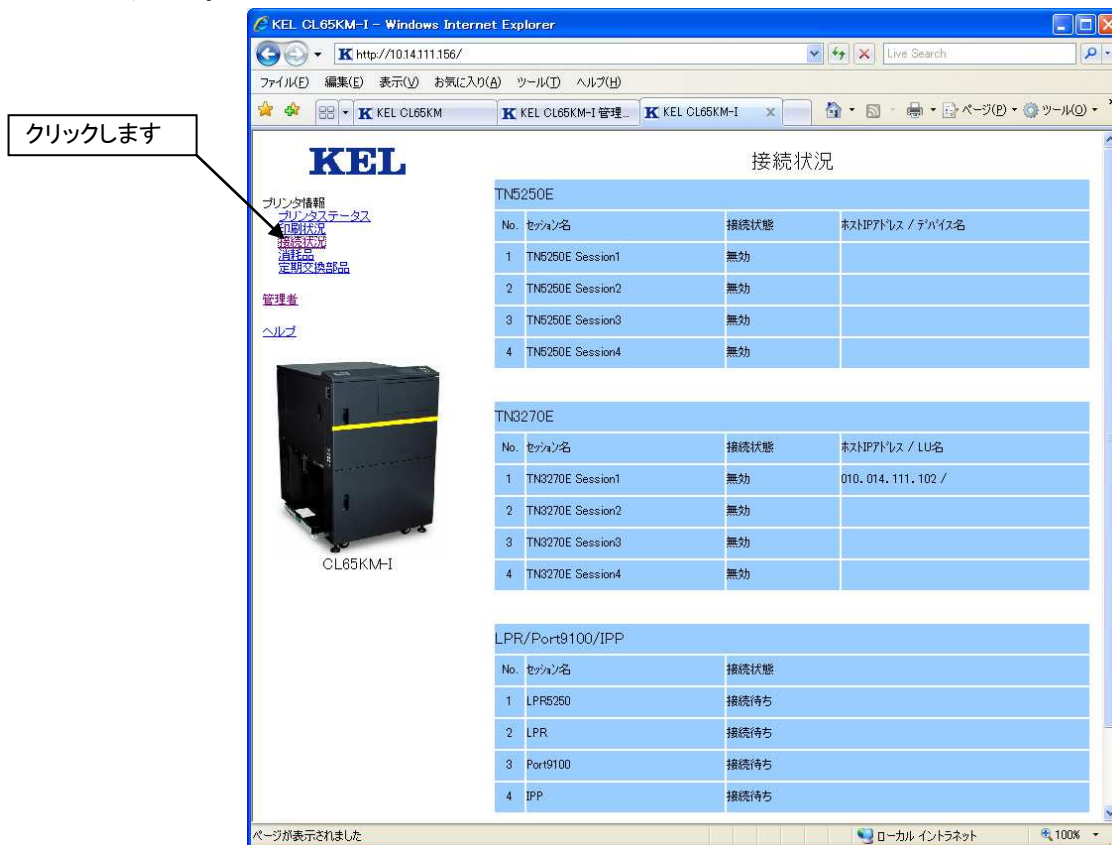 KEL CL65KM-I - Windows Internet Explorer
http://10.14.111.156/
Live Search
ファイル(F) 編集(E) 表示(V) お気に入り(A) ツール(T) ヘルプ(H)
KEL CL65KM
KEL CL65KM-I 管理...
KEL CL65KM-I
ページ(P)
ツール(O)
クリックします
KEL
プリンタ情報
プリンタステータス
印刷状況
接続状況
消耗品
定期交換部品
管理者
ヘルプ
CL65KM-I
接続状況
TN5250E
No. セッション名 接続状態 ホストIPアドレス / デバイス名
1 TN5250E Session1 無効
2 TN5250E Session2 無効
3 TN5250E Session3 無効
4 TN5250E Session4 無効
TN3270E
No. セッション名 接続状態 ホストIPアドレス / LU名
1 TN3270E Session1 無効 010.014.111.102 /
2 TN3270E Session2 無効
3 TN3270E Session3 無効
4 TN3270E Session4 無効
LPR/Port9100/IPP
No. セッション名 接続状態
1 LPR5250 接続待ち
2 LPR 接続待ち
3 Port9100 接続待ち
4 IPP 接続待ち
ページが表示されました
ローカル イントラネット
100%